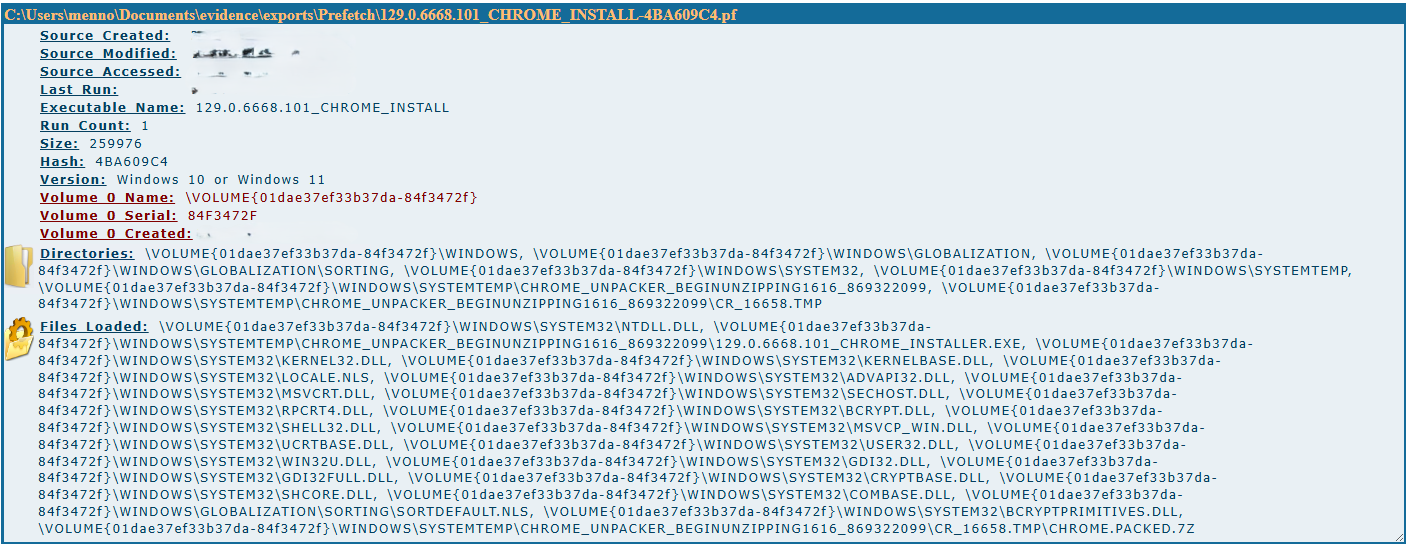 C:\Users\menno\Documents\evidence\exports\Prefetch\129.0.6668.101_CHROME_INSTALL-4BA609C4.pf
Source Created:
Source Modified:
Source Accessed:
Last Run:
Executable Name: 129.0.6668.101_CHROME_INSTALL
Run Count: 1
Size: 259976
Hash: 4BA609C4
Version: Windows 10 or Windows 11
Volume 0 Name: \VOLUME{01dae37ef33b37da-84f3472f}
Volume 0 Serial: 84F3472F
Volume 0 Created:
Directories: \VOLUME{01dae37ef33b37da-84f3472f}\WINDOWS, \VOLUME{01dae37ef33b37da-84f3472f}\WINDOWS\GLOBALIZATION, \VOLUME{01dae37ef33b37da-
84f3472f}\WINDOWS\GLOBALIZATION\SORTING, \VOLUME{01dae37ef33b37da-84f3472f}\WINDOWS\SYSTEM32, \VOLUME{01dae37ef33b37da-84f3472f}\WINDOWS\SYSTEMTEMP,
\VOLUME{01dae37ef33b37da-84f3472f}\WINDOWS\SYSTEMTEMP\CHROME_UNPACKER_BEGINUNZIPPING1616_869322099, \VOLUME{01dae37ef33b37da-
84f3472f}\WINDOWS\SYSTEMTEMP\CHROME_UNPACKER_BEGINUNZIPPING1616_869322099\CR_16658.TMP
Files Loaded: \VOLUME{01dae37ef33b37da-84f3472f}\WINDOWS\SYSTEM32\NTDLL.DLL, \VOLUME{01dae37ef33b37da-
84f3472f}\WINDOWS\SYSTEMTEMP\CHROME_UNPACKER_BEGINUNZIPPING1616_869322099\129.0.6668.101_CHROME_INSTALLER.EXE, \VOLUME{01dae37ef33b37da-
84f3472f}\WINDOWS\SYSTEM32\KERNEL32.DLL, \VOLUME{01dae37ef33b37da-84f3472f}\WINDOWS\SYSTEM32\KERNELBASE.DLL, \VOLUME{01dae37ef33b37da-
84f3472f}\WINDOWS\SYSTEM32\LOCALE.NLS, \VOLUME{01dae37ef33b37da-84f3472f}\WINDOWS\SYSTEM32\ADVAPI32.DLL, \VOLUME{01dae37ef33b37da-
84f3472f}\WINDOWS\SYSTEM32\MSVCRT.DLL, \VOLUME{01dae37ef33b37da-84f3472f}\WINDOWS\SYSTEM32\SECHOST.DLL, \VOLUME{01dae37ef33b37da-
84f3472f}\WINDOWS\SYSTEM32\RPCRT4.DLL, \VOLUME{01dae37ef33b37da-84f3472f}\WINDOWS\SYSTEM32\BCRYPT.DLL, \VOLUME{01dae37ef33b37da-
84f3472f}\WINDOWS\SYSTEM32\SHELL32.DLL, \VOLUME{01dae37ef33b37da-84f3472f}\WINDOWS\SYSTEM32\MSVCP_WIN.DLL, \VOLUME{01dae37ef33b37da-
84f3472f}\WINDOWS\SYSTEM32\UCRTBASE.DLL, \VOLUME{01dae37ef33b37da-84f3472f}\WINDOWS\SYSTEM32\USER32.DLL, \VOLUME{01dae37ef33b37da-
84f3472f}\WINDOWS\SYSTEM32\WIN32U.DLL, \VOLUME{01dae37ef33b37da-84f3472f}\WINDOWS\SYSTEM32\GDI32.DLL, \VOLUME{01dae37ef33b37da-
84f3472f}\WINDOWS\SYSTEM32\GDI32FULL.DLL, \VOLUME{01dae37ef33b37da-84f3472f}\WINDOWS\SYSTEM32\CRYPTBASE.DLL, \VOLUME{01dae37ef33b37da-
84f3472f}\WINDOWS\SYSTEM32\SHCORE.DLL, \VOLUME{01dae37ef33b37da-84f3472f}\WINDOWS\SYSTEM32\COMBASE.DLL, \VOLUME{01dae37ef33b37da-
84f3472f}\WINDOWS\GLOBALIZATION\SORTING\SORTDEFAULT.NLS, \VOLUME{01dae37ef33b37da-84f3472f}\WINDOWS\SYSTEM32\BCRYPTPRIMITIVES.DLL,
\VOLUME{01dae37ef33b37da-84f3472f}\WINDOWS\SYSTEMTEMP\CHROME_UNPACKER_BEGINUNZIPPING1616_869322099\CR_16658.TMP\CHROME.PACKED.7Z